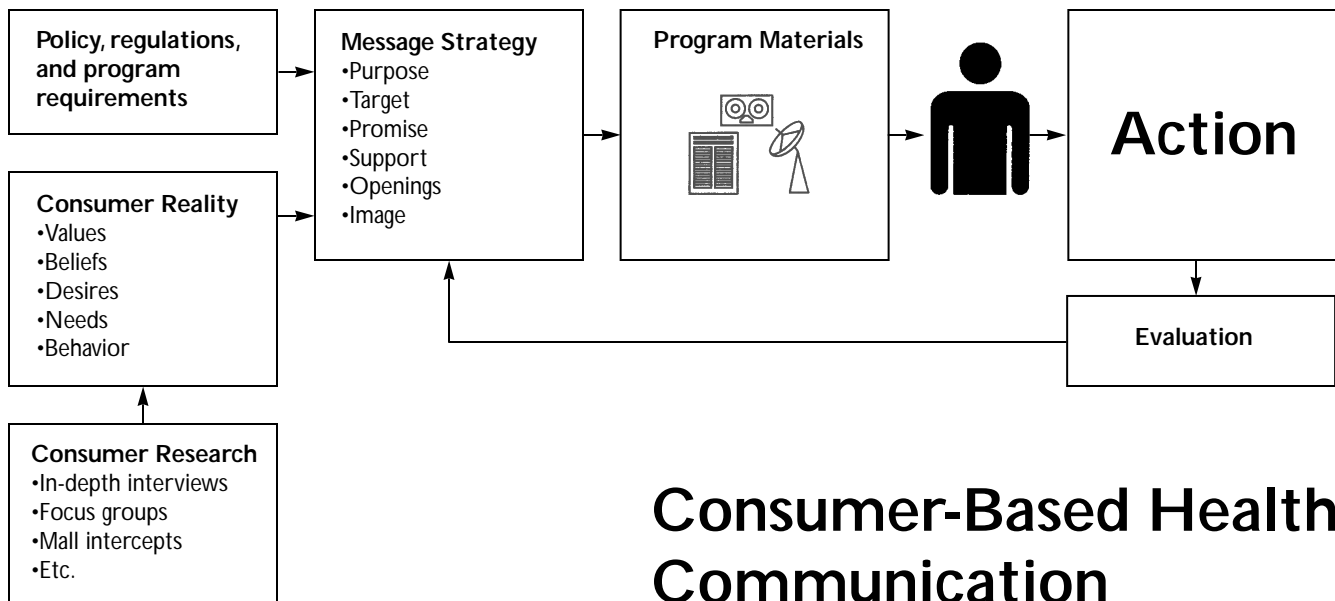 Policy, regulations,
and program
requirements
Message Strategy
•Purpose
•Target
•Promise
•Support
•Openings
•Image
Program Materials
Action
Consumer Reality
•Values
•Beliefs
•Desires
•Needs
•Behavior
Evaluation
Consumer Research
•In-depth interviews
•Focus groups
•Mall intercepts
•Etc.
Consumer-Based Health
Communication